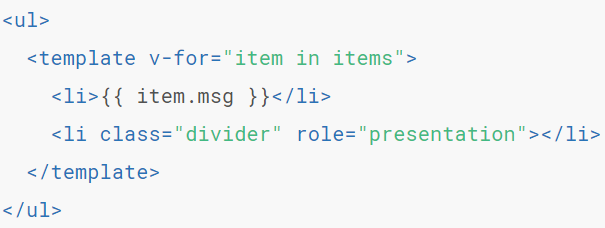 <ul>
  <template v-for="item in items">
    <li>{{ item.msg }}</li>
    <li class="divider" role="presentation"></li>
  </template>
</ul>